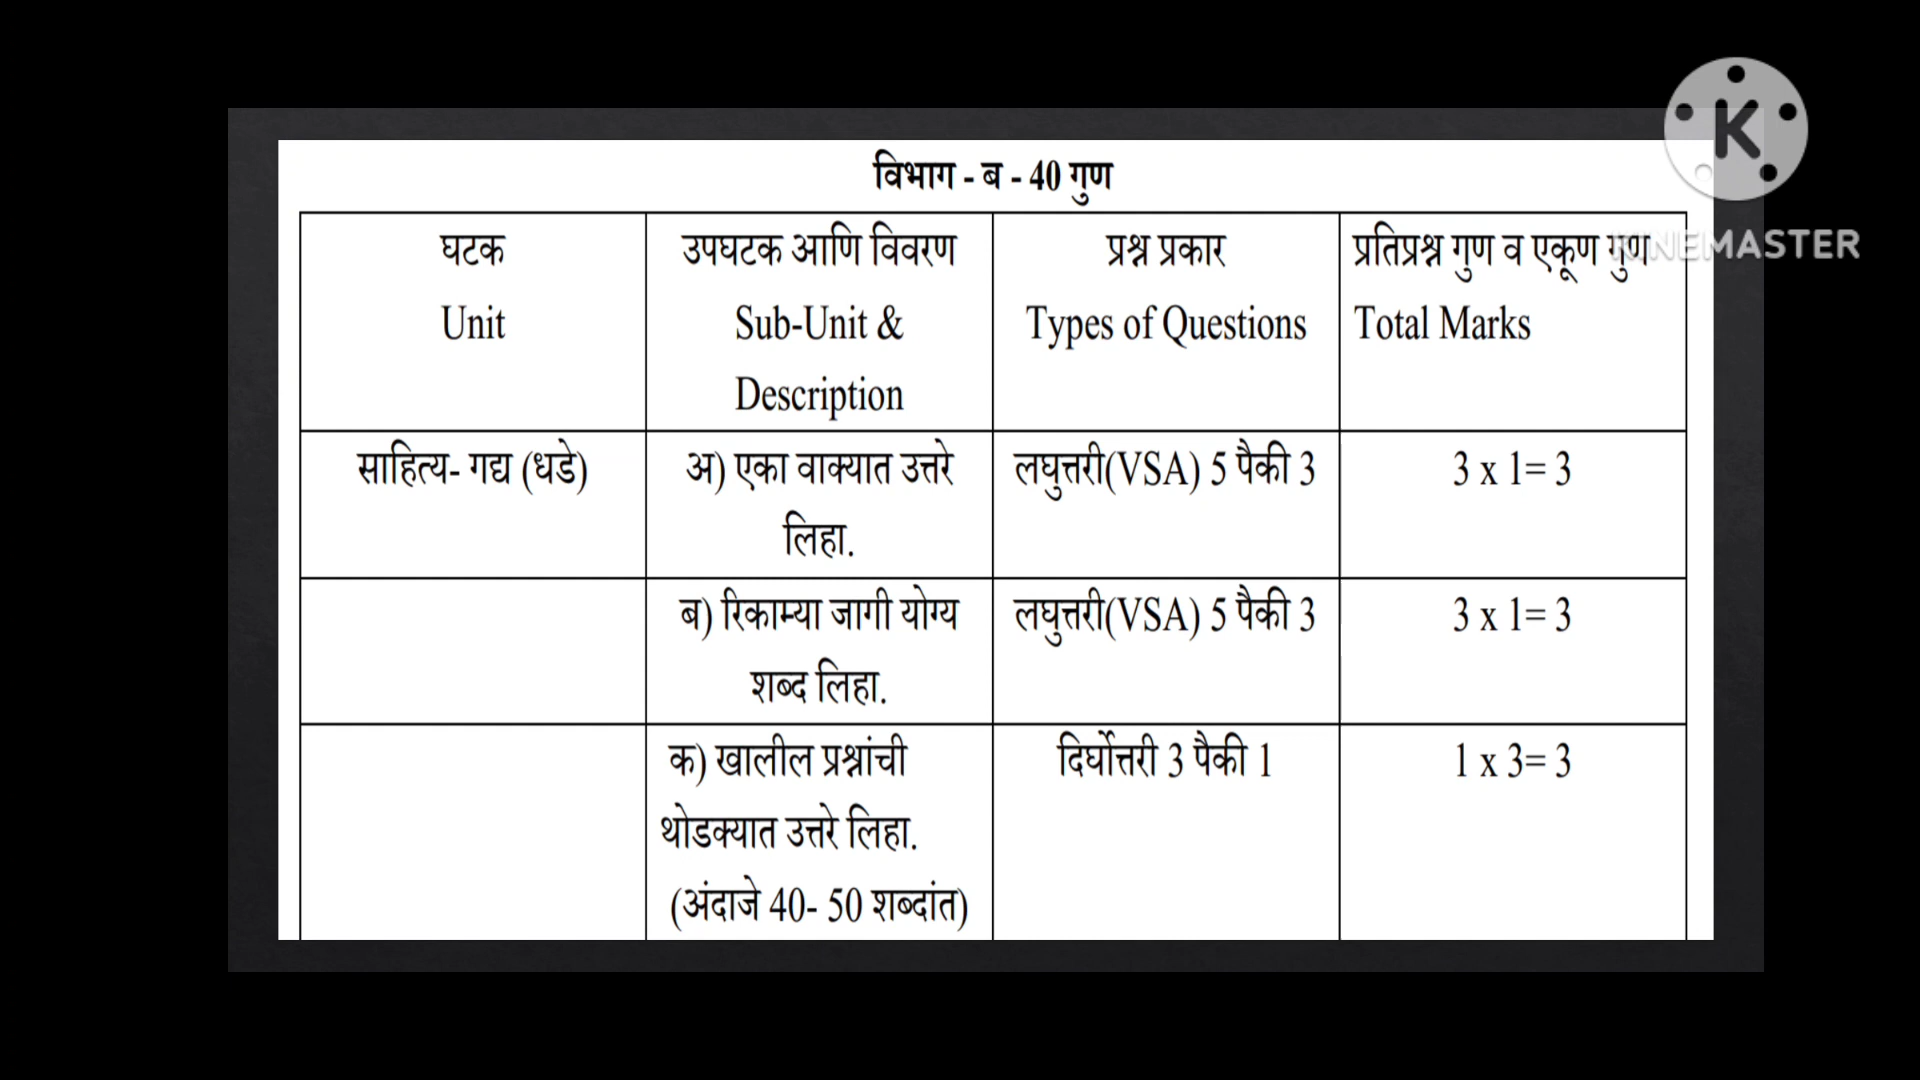 विभाग - ब - 40 गुण
घटक
Unit
उपघटक आणि विवरण
Sub-Unit &
Description
प्रश्न प्रकार
Types of Questions
प्रतिप्रश्न गुण व एकूण गुण
Total Marks
साहित्य- गद्य (धडे)
अ) एका वाक्यात उत्तरे
लिहा.
लघुत्तरी(VSA) 5 पैकी 3
3 x 1= 3
ब) रिकाम्या जागी योग्य
शब्द लिहा.
लघुत्तरी(VSA) 5 पैकी 3
3 x 1= 3
क) खालील प्रश्नांची
थोडक्यात उत्तरे लिहा.
(अंदाजे 40- 50 शब्दांत)
दिर्घोत्तरी 3 पैकी 1
1 x 3= 3
K
KINEMASTER